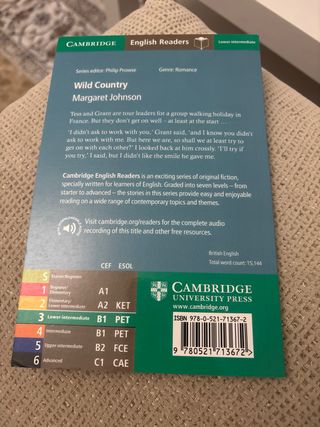 CAMBRIDGE English Readers Lower-intermediate
Series editor: Philip Prowse Genre: Romance
Wild Country
Margaret Johnson
Tess and Grant are tour leaders for a group walking holiday in
France. But they don't get on well – at least at the start …
'I didn't ask to work with you,' Grant said, 'and I know you didn't
ask to work with me. But here we are, so shall we at least try to
get on with each other?' I looked back at him crossly. 'I'll try if
you try,' I said, but I didn't like the smile he gave me.
Cambridge English Readers is an exciting series of original fiction,
specially written for learners of English. Graded into seven levels – from
starter to advanced – the stories in this series provide easy and enjoyable
reading on a wide range of contemporary topics and themes.
Visit cambridge.org/readers for the complete audio
recording of this title and other free resources.
British English
Total word count: 15,144
CEF ESOL
S Starter/Beginner
1 Beginner/
Elementary A1
2 Elementary/
Lower-intermediate A2 KET
3 Lower-intermediate B1 PET
4 Intermediate B1 PET
5 Upper-intermediate B2 FCE
6 Advanced C1 CAE
CAMBRIDGE
UNIVERSITY PRESS
www.cambridge.org
ISBN 978-0-521-71367-2
9 780521 713672 >